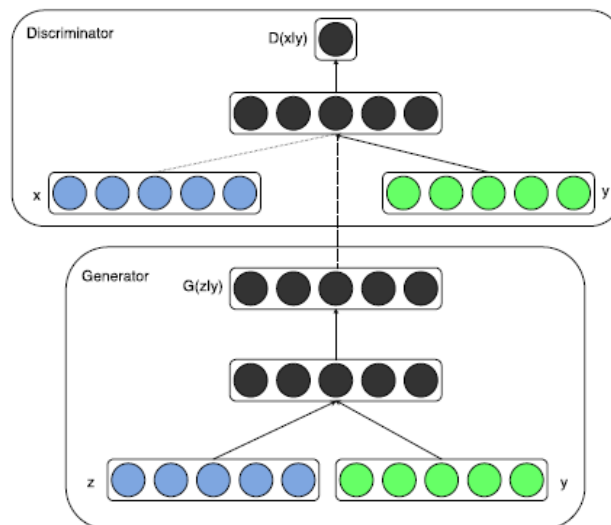 Discriminator
D(x|y)
x
y
Generator
G(z|y)
z
y